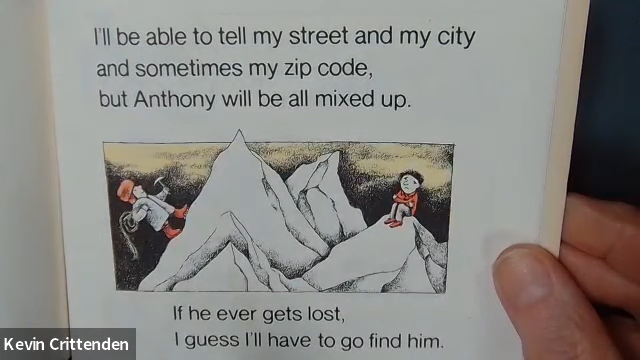 I'll be able to tell my street and my city
and sometimes my zip code,
but Anthony will be all mixed up.
If he ever gets lost,
I guess I'll have to go find him.
Kevin Crittenden